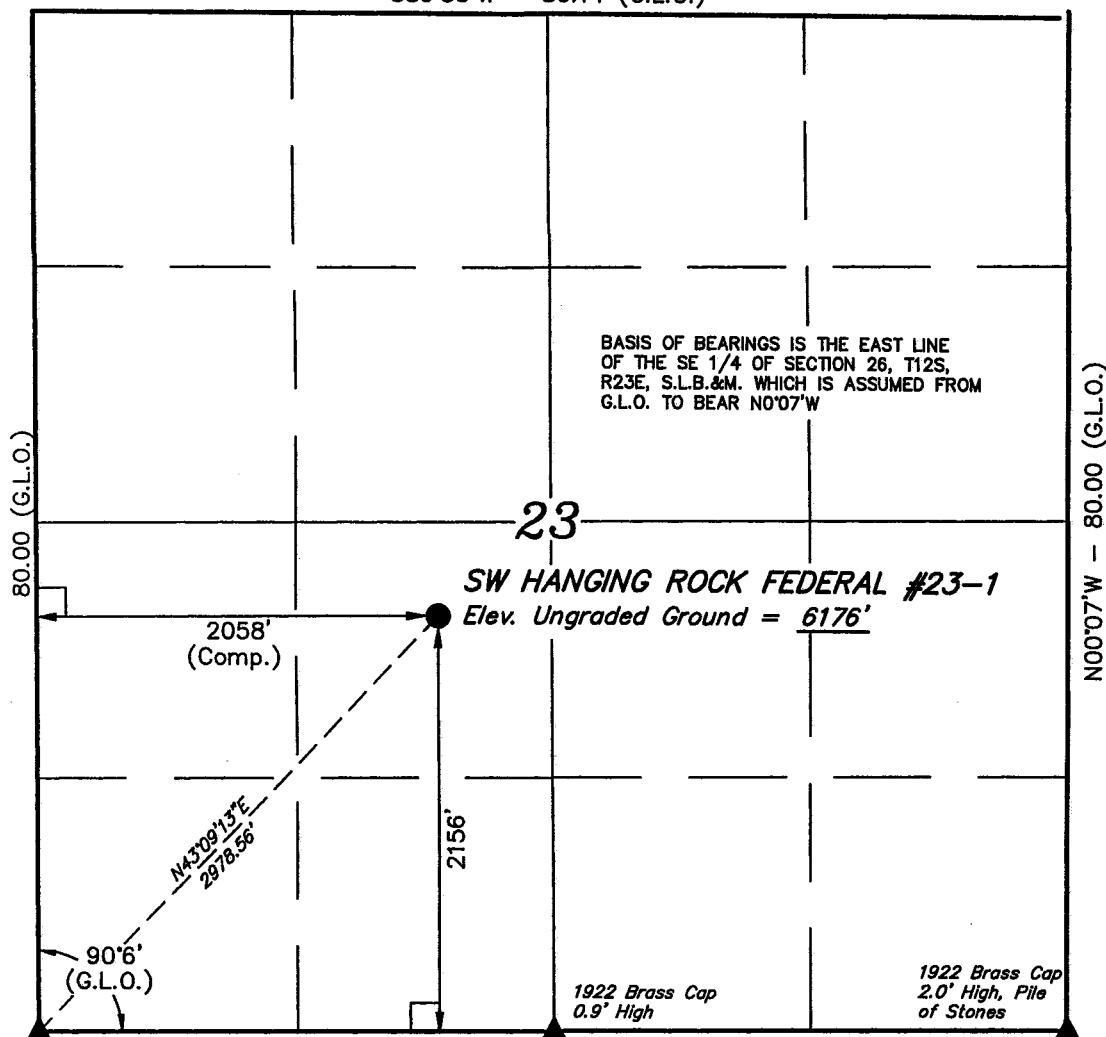 BASIS OF BEARINGS IS THE EAST LINE
OF THE SE 1/4 OF SECTION 26, T12S,
R23E, S.L.B.&M. WHICH IS ASSUMED FROM
G.L.O. TO BEAR N0°07'W
80.00 (G.L.O.)
N00°07'W – 80.00 (G.L.O.)
23
SW HANGING ROCK FEDERAL #23-1
Elev. Ungraded Ground = 6176'
2058'
(Comp.)
N43°09'13"E
2978.56'
2156'
90°6'
(G.L.O.)
1922 Brass Cap
0.9' High
1922 Brass Cap
2.0' High, Pile
of Stones